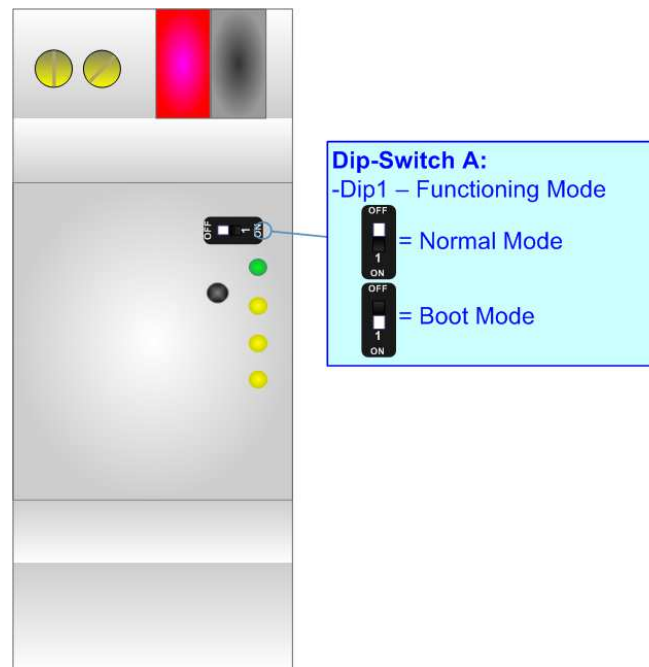 OFF 1 ON
Dip-Switch A:
-Dip1 – Functioning Mode
OFF
= Normal Mode
1
ON
OFF
= Boot Mode
1
ON